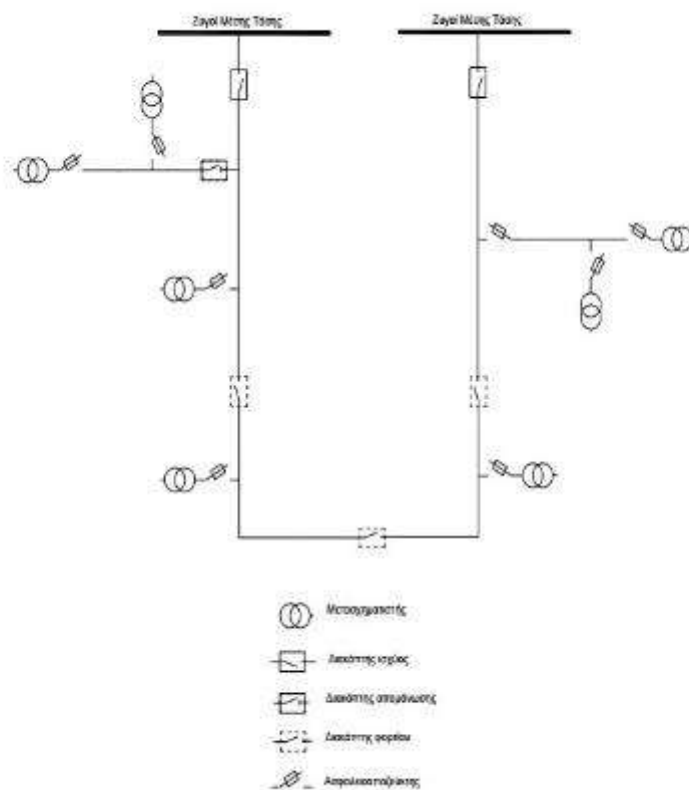 Ζυγοί Μέσης Τάσης
Ζυγοί Μέσης Τάσης
Μετασχηματιστής
Διακόπτης ισχύος
Διακόπτης απομόνωσης
Διακόπτης φορτίου
Ασφαλειοαποζεύκτης